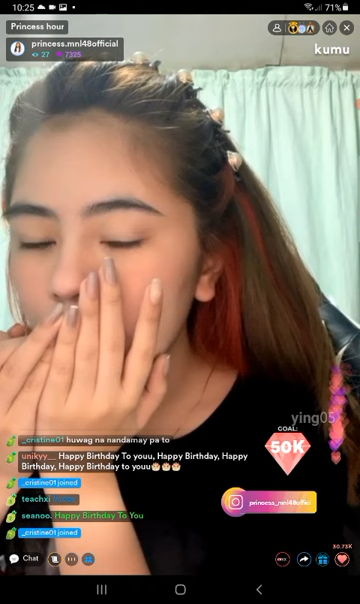 10:25
71%
Princess hour
princess.mnl48official
27 7325
kumu
ying05
_cristine01 huwag na nandamay pa to
GOAL:
50K
unikyy__ Happy Birthday To youu, Happy Birthday, Happy
Birthday, Happy Birthday to youu
_cristine01 joined
teachxi
princess_mnl48offici
seanoo. Happy Birthday To You
_cristine01 joined
30.73K
Chat